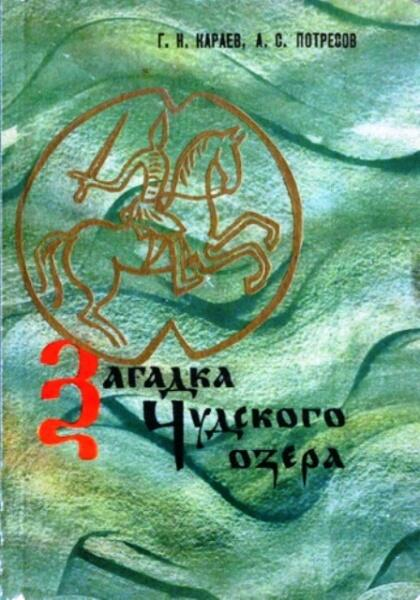 Г. Н. КАРАЕВ, А. С. ПОТРЕСОВ
ЗАГАДКА
ЧУДСКОГО
ОЗЕРА